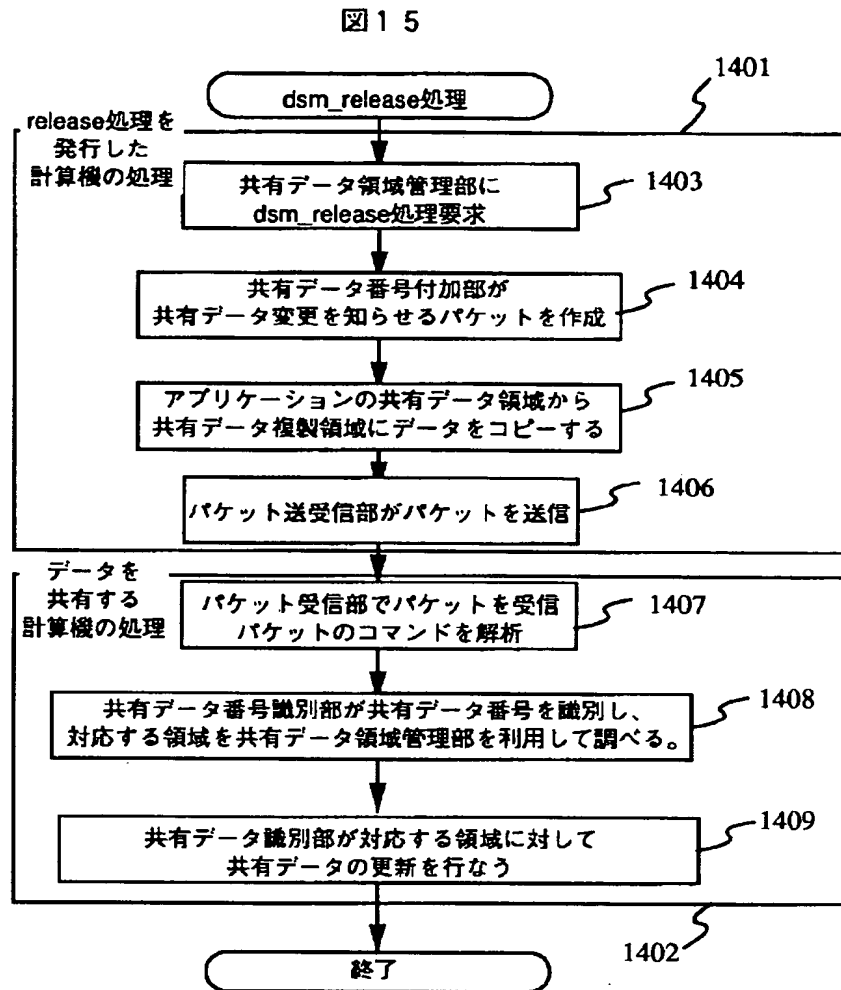 図15
1401
dsm_release処理
release処理を
発行した
計算機の処理
共有データ領域管理部に
dsm_release処理要求
1403
共有データ番号付加部が
共有データ変更を知らせるパケットを作成
1404
アプリケーションの共有データ領域から
共有データ複製領域にデータをコピーする
1405
パケット送受信部がパケットを送信
1406
データを
共有する
計算機の処理
パケット受信部でパケットを受信
パケットのコマンドを解析
1407
共有データ番号識別部が共有データ番号を識別し、
対応する領域を共有データ領域管理部を利用して調べる。
1408
共有データ識別部が対応する領域に対して
共有データの更新を行なう
1409
1402
終了